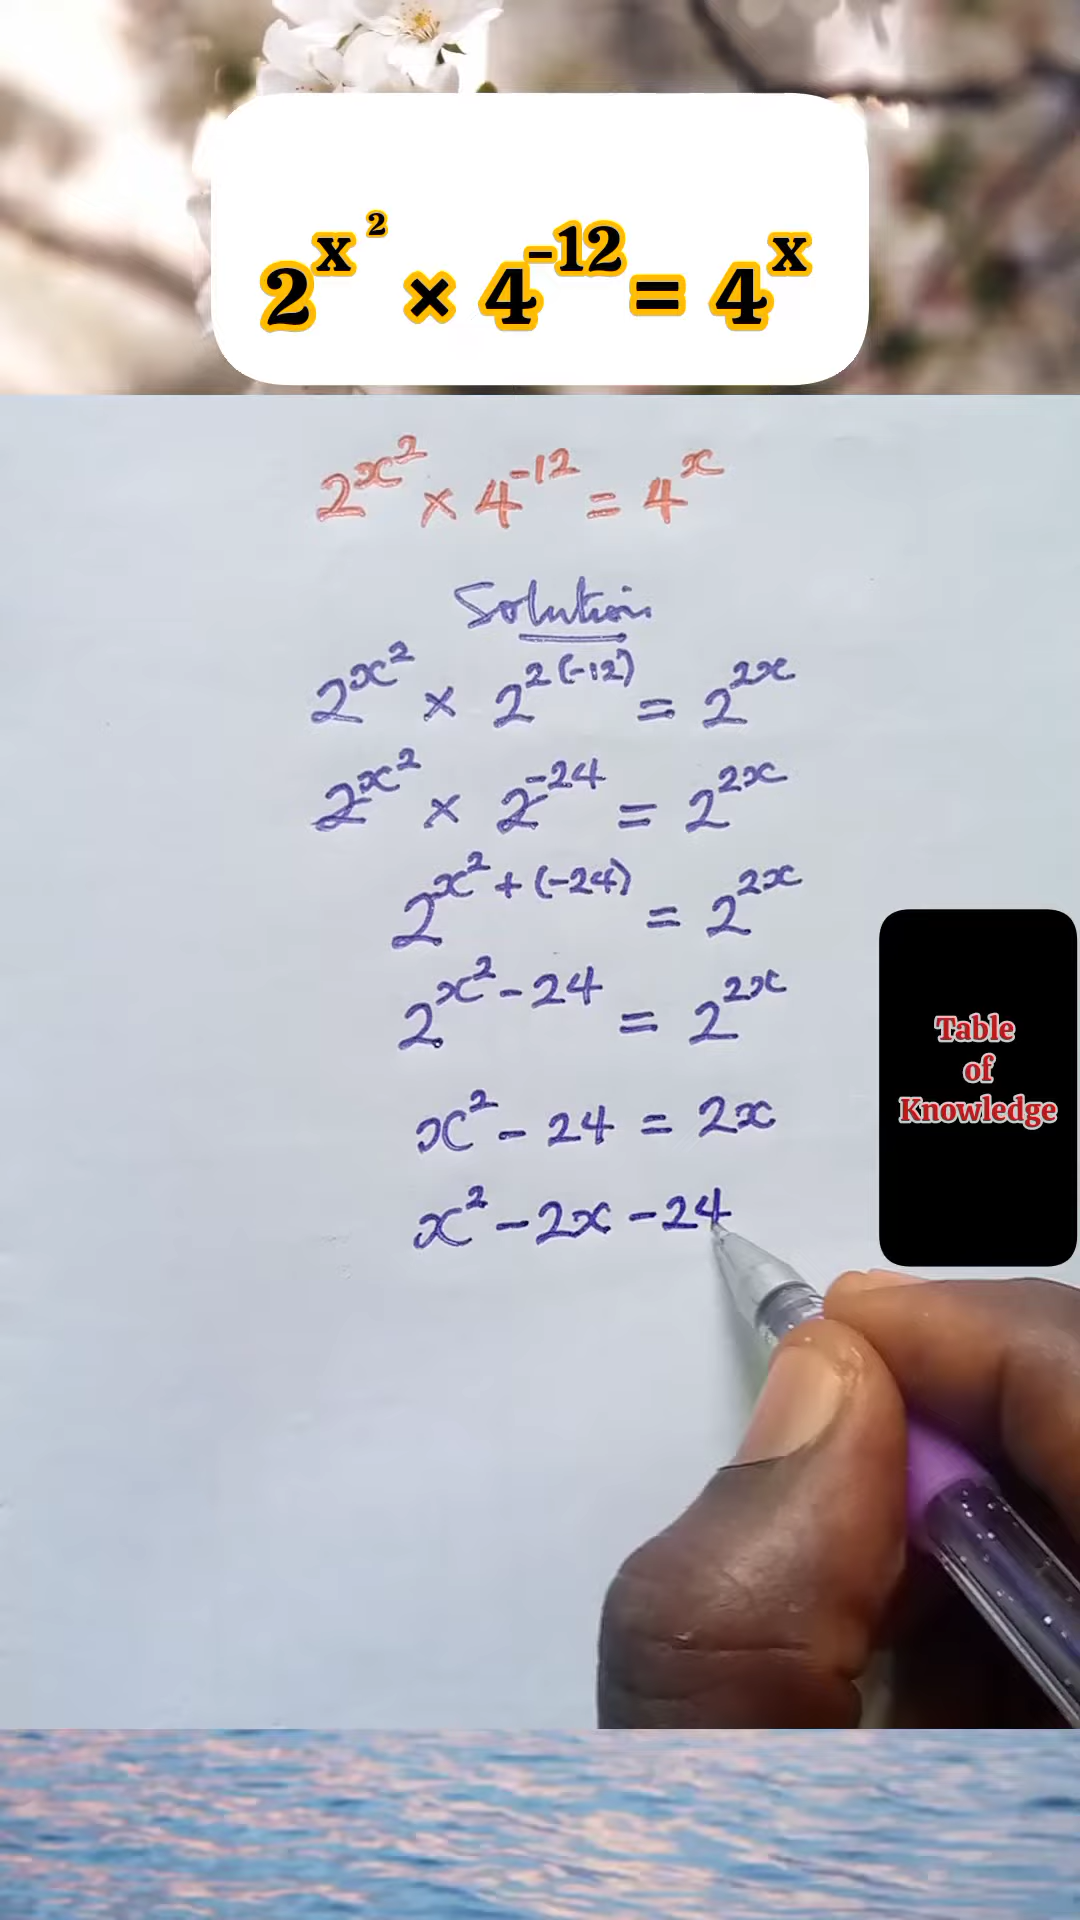 2^x^2 × 4^-12 = 4^x
2^x^2 × 4^-12 = 4^x
Solution
2^x^2 × 2^2(-12) = 2^2x
2^x^2 × 2^-24 = 2^2x
2^x^2 + (-24) = 2^2x
2^x^2 - 24 = 2^2x
x^2 - 24 = 2x
x^2 - 2x - 24
Table
of
Knowledge